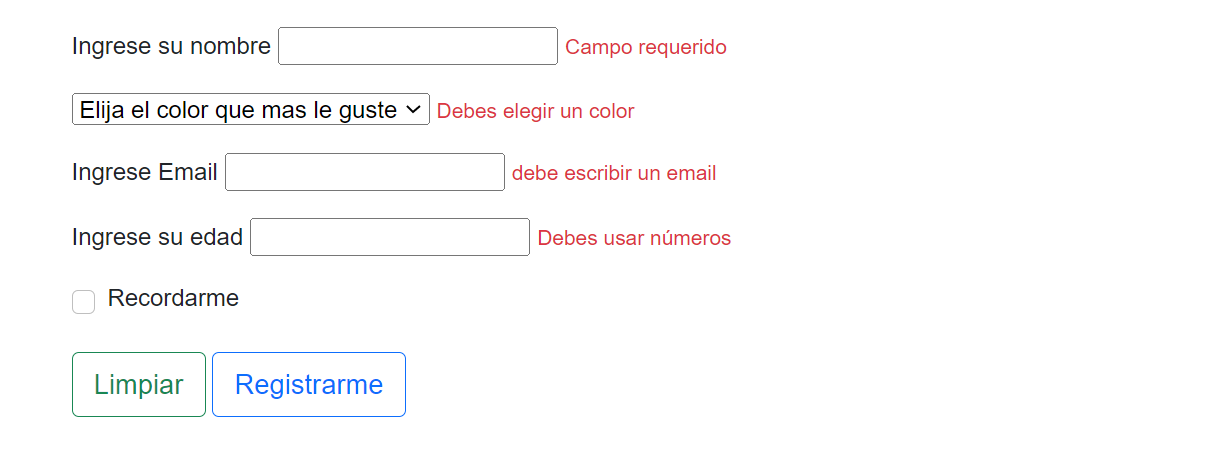 Ingrese su nombre Campo requerido
Elija el color que mas le guste Debes elegir un color
Ingrese Email debe escribir un email
Ingrese su edad Debes usar números
Recordarme
Limpiar Registrarme